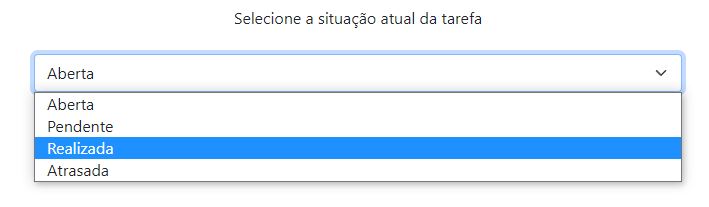 Selecione a situação atual da tarefa
Aberta
Aberta
Pendente
Realizada
Atrasada